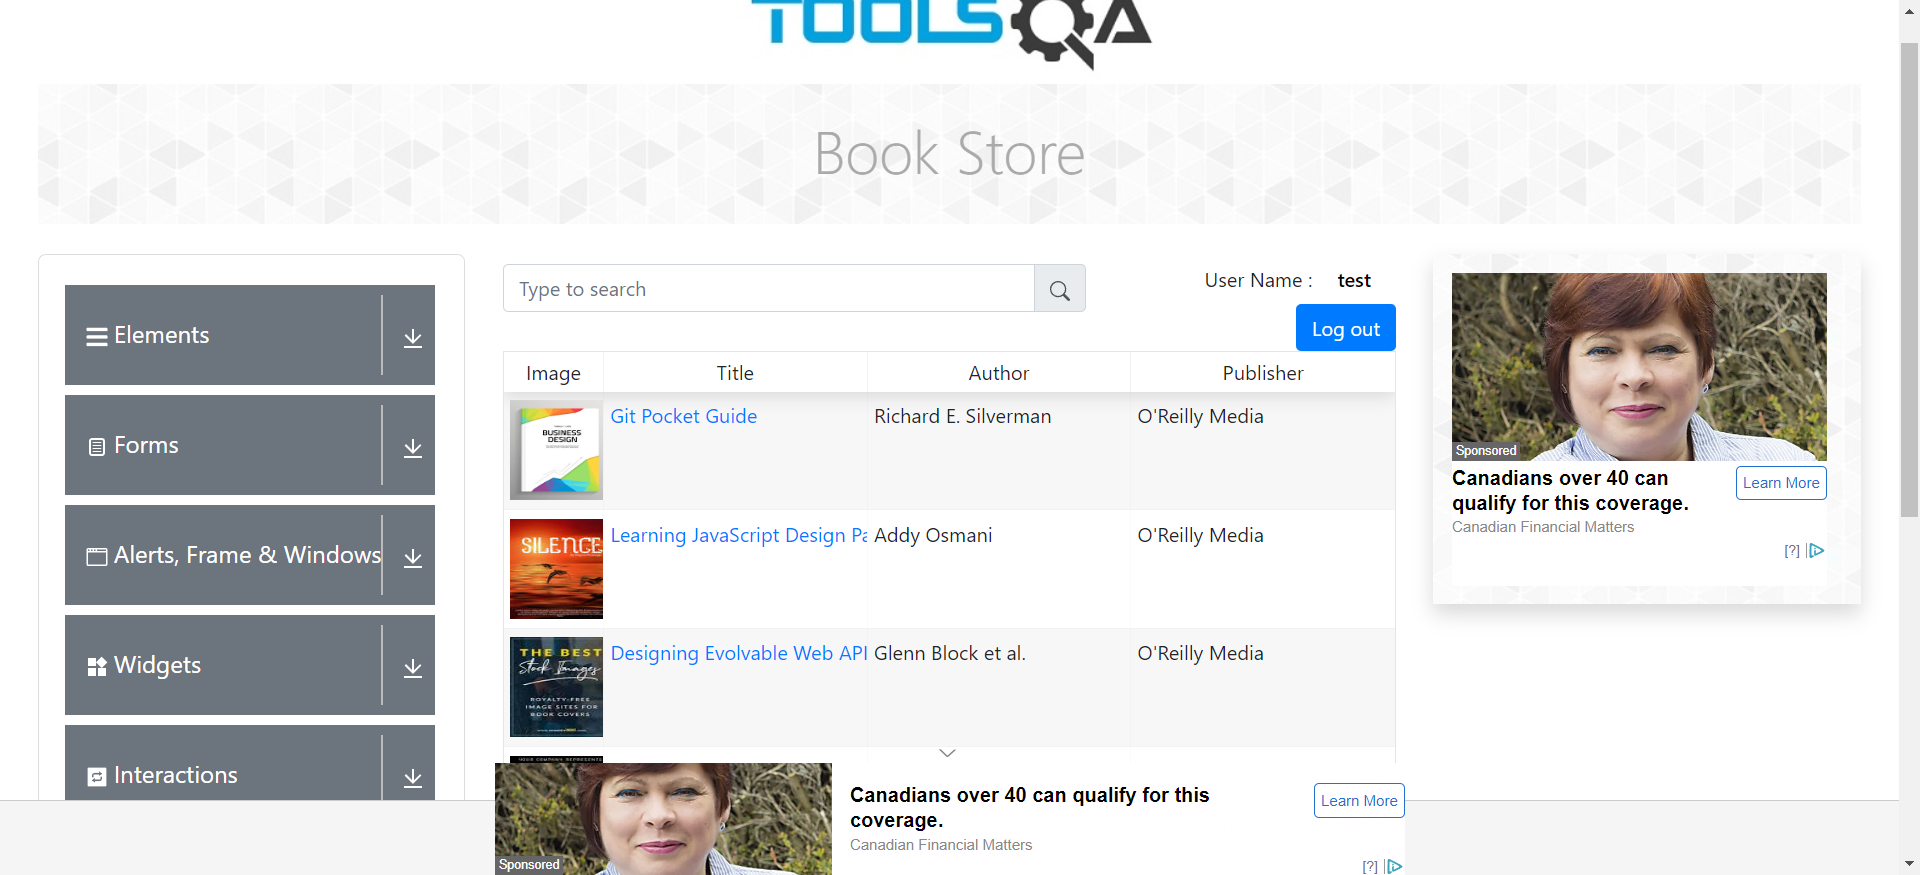 TOOLSQA
Book Store
Elements
Forms
Alerts, Frame & Windows
Widgets
Interactions
Type to search
User Name : test
Log out
Image Title Author Publisher
BUSINESS
DESIGN
Git Pocket Guide Richard E. Silverman O'Reilly Media
SILENCE
Learning JavaScript Design Pa Addy Osmani O'Reilly Media
THE BEST
Stock Images
ROYALTY-FREE
IMAGE SITES FOR
BOOK COVERS
Designing Evolvable Web API Glenn Block et al. O'Reilly Media
YOUR COMPANY REPRESENTS
Sponsored
Canadians over 40 can
qualify for this coverage.
Canadian Financial Matters
Learn More
[?]
Sponsored
Canadians over 40 can qualify for this
coverage.
Canadian Financial Matters
Learn More
[?]